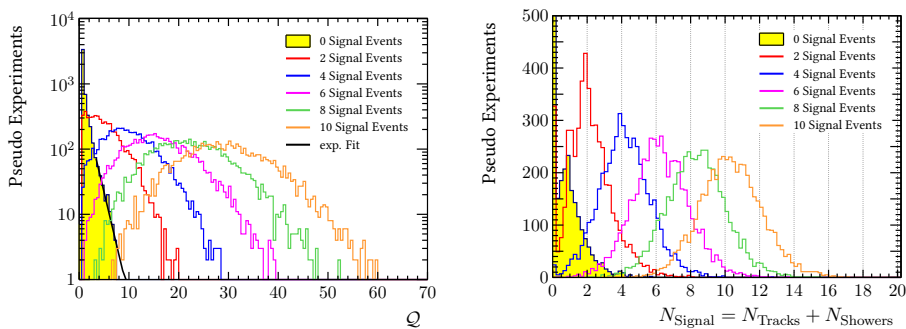 Pseudo Experiments
10⁴
10³
10²
10
1
0 Signal Events
2 Signal Events
4 Signal Events
6 Signal Events
8 Signal Events
10 Signal Events
exp. Fit
0 10 20 30 40 50 60 70
𝒬
Pseudo Experiments
500
400
300
200
100
0
0 Signal Events
2 Signal Events
4 Signal Events
6 Signal Events
8 Signal Events
10 Signal Events
0 2 4 6 8 10 12 14 16 18 20
N_Signal = N_Tracks + N_Showers